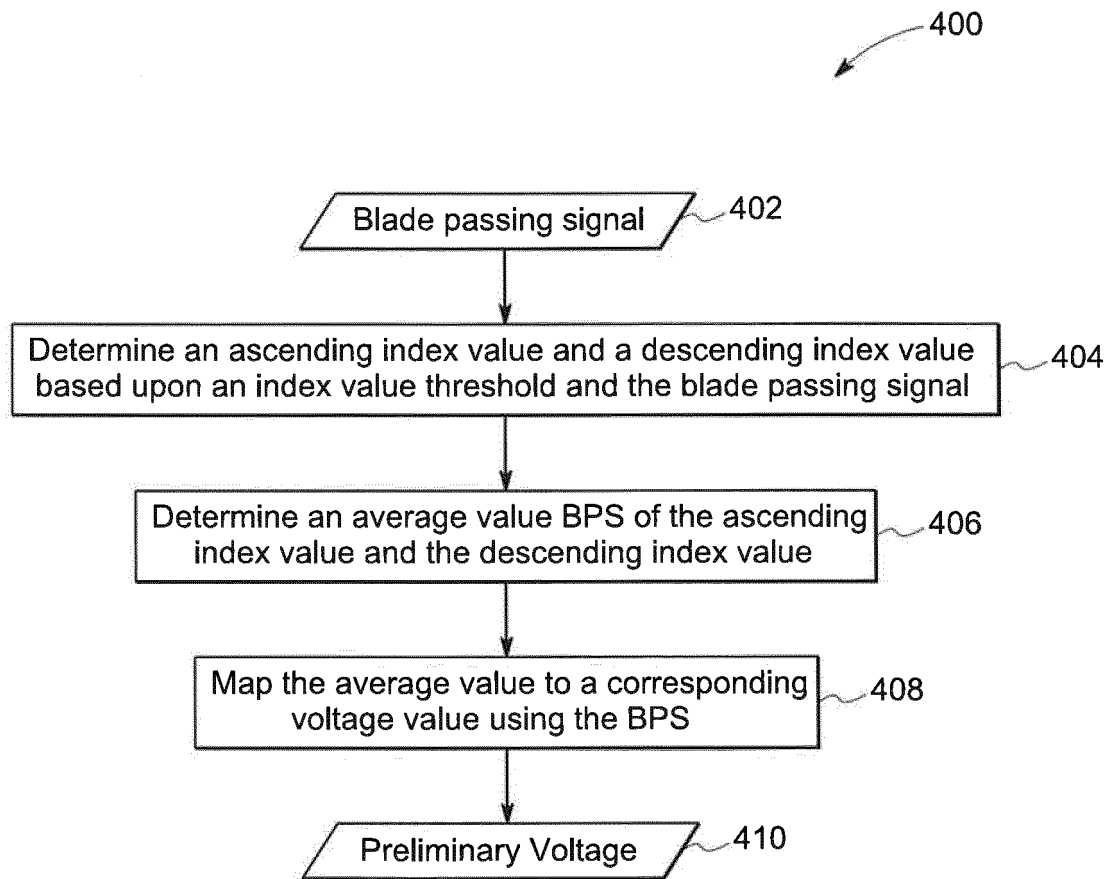 400
Blade passing signal
402
Determine an ascending index value and a descending index value
based upon an index value threshold and the blade passing signal
404
Determine an average value BPS of the ascending
index value and the descending index value
406
Map the average value to a corresponding
voltage value using the BPS
408
Preliminary Voltage
410